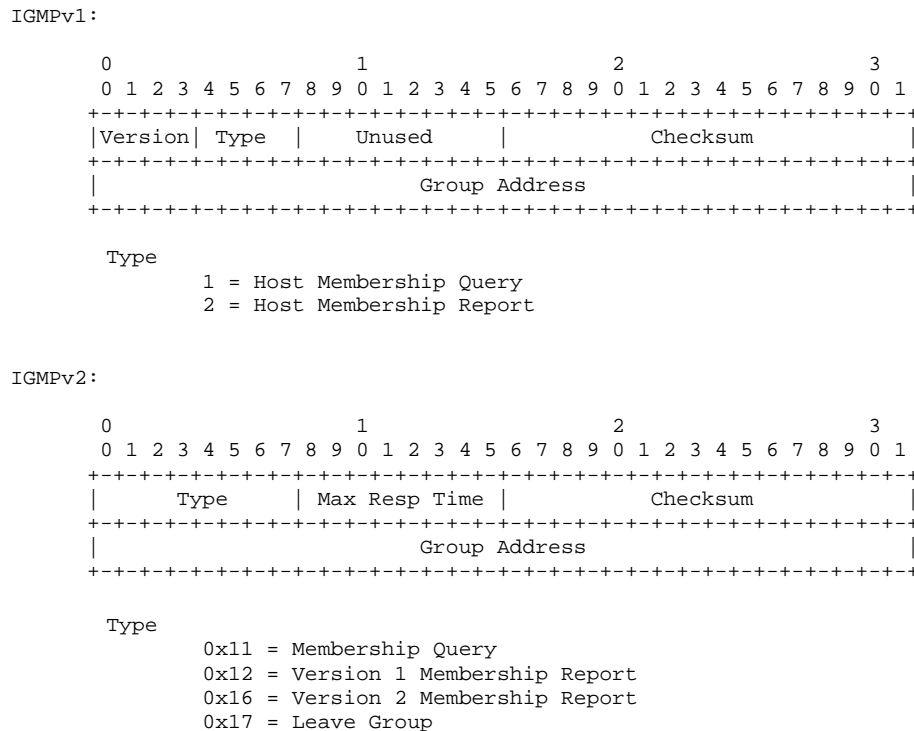 IGMPv1:
0 1 2 3
0 1 2 3 4 5 6 7 8 9 0 1 2 3 4 5 6 7 8 9 0 1 2 3 4 5 6 7 8 9 0 1
+-+-+-+-+-+-+-+-+-+-+-+-+-+-+-+-+-+-+-+-+-+-+-+-+-+-+-+-+-+-+-+-+
|Version| Type | Unused | Checksum |
+-+-+-+-+-+-+-+-+-+-+-+-+-+-+-+-+-+-+-+-+-+-+-+-+-+-+-+-+-+-+-+-+
| Group Address |
+-+-+-+-+-+-+-+-+-+-+-+-+-+-+-+-+-+-+-+-+-+-+-+-+-+-+-+-+-+-+-+-+
Type
1 = Host Membership Query
2 = Host Membership Report
IGMPv2:
0 1 2 3
0 1 2 3 4 5 6 7 8 9 0 1 2 3 4 5 6 7 8 9 0 1 2 3 4 5 6 7 8 9 0 1
+-+-+-+-+-+-+-+-+-+-+-+-+-+-+-+-+-+-+-+-+-+-+-+-+-+-+-+-+-+-+-+-+
| Type | Max Resp Time | Checksum |
+-+-+-+-+-+-+-+-+-+-+-+-+-+-+-+-+-+-+-+-+-+-+-+-+-+-+-+-+-+-+-+-+
| Group Address |
+-+-+-+-+-+-+-+-+-+-+-+-+-+-+-+-+-+-+-+-+-+-+-+-+-+-+-+-+-+-+-+-+
Type
0x11 = Membership Query
0x12 = Version 1 Membership Report
0x16 = Version 2 Membership Report
0x17 = Leave Group